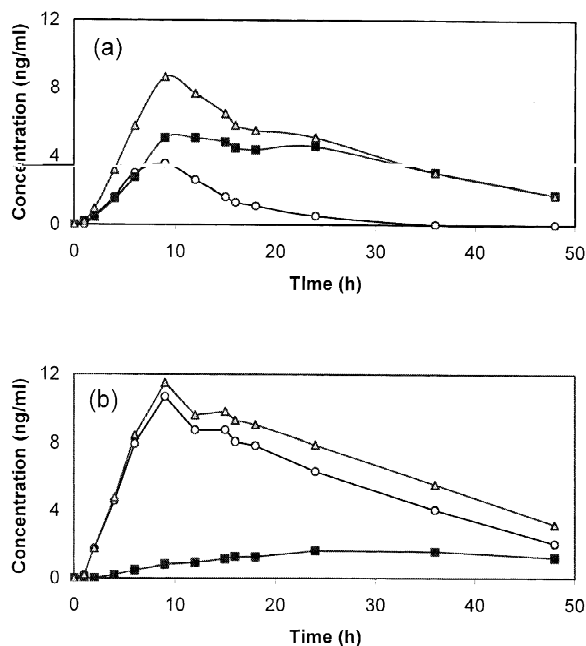 (a)
Concentration (ng/ml)
12
8
4
0
0 10 20 30 40 50
TIme (h)
(b)
Concentration (ng/ml)
12
8
4
0
0 10 20 30 40 50
Time (h)